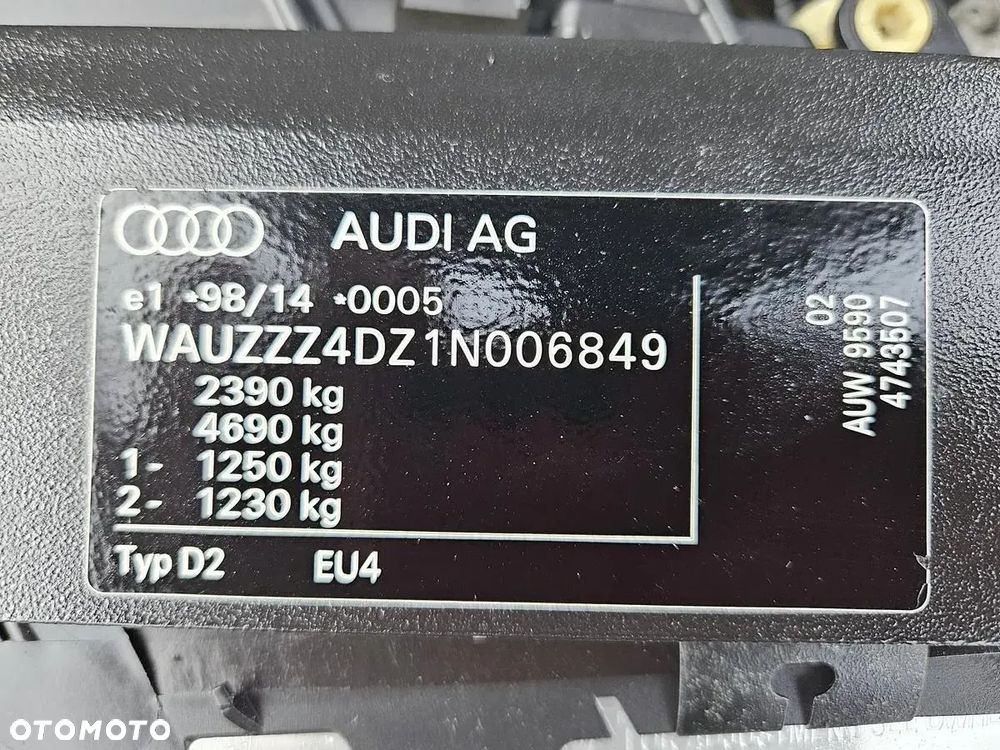 AUDI AG
e1 *98/14 *0005
WAUZZZ4DZ1N006849
2390 kg
4690 kg
1- 1250 kg
2- 1230 kg
Typ D2 EU4
02
AUW 9590
4743507
OTOMOTO